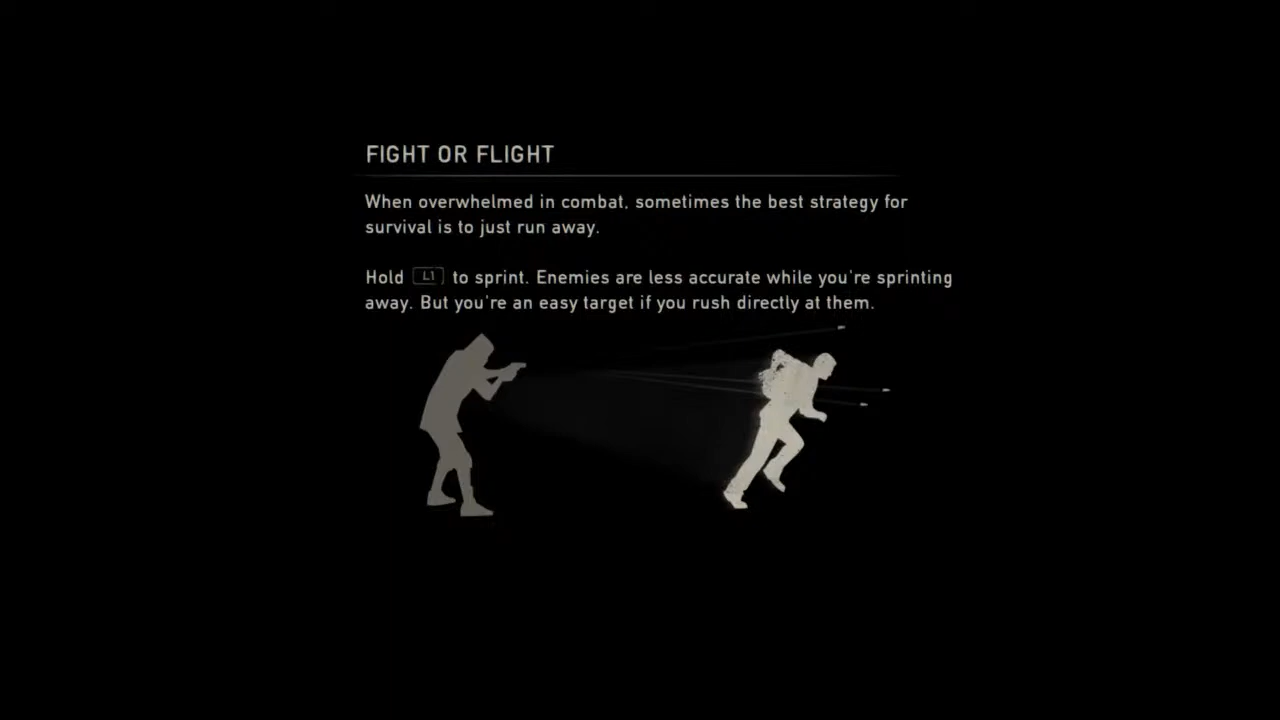 FIGHT OR FLIGHT
When overwhelmed in combat, sometimes the best strategy for
survival is to just run away.
Hold L1 to sprint. Enemies are less accurate while you're sprinting
away. But you're an easy target if you rush directly at them.